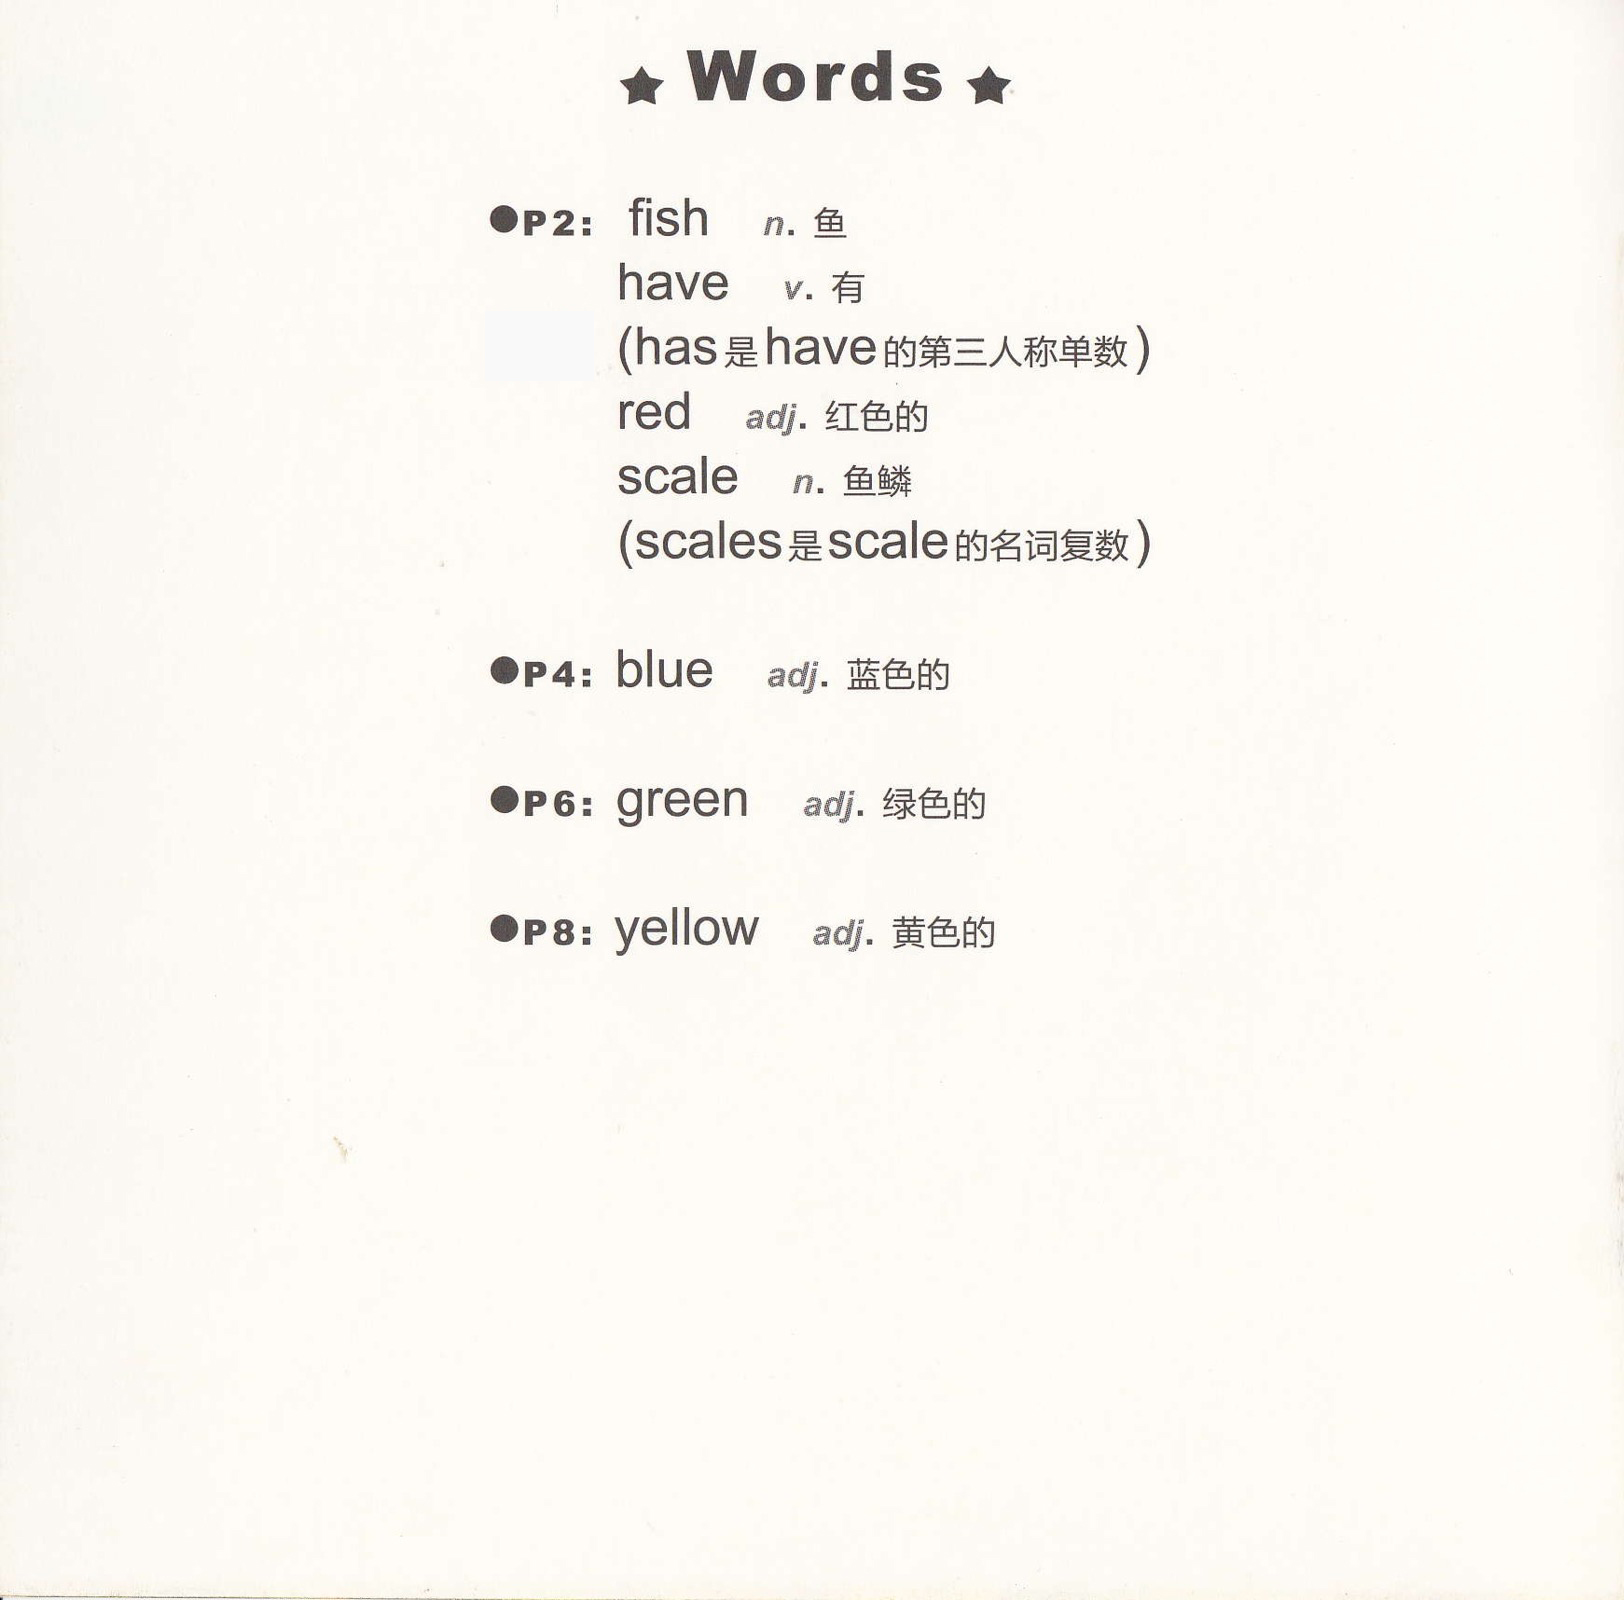 ★ Words ★
●P2: fish n. 鱼
have v. 有
(has是have的第三人称单数)
red adj. 红色的
scale n. 鱼鳞
(scales是scale的名词复数)
●P4: blue adj. 蓝色的
●P6: green adj. 绿色的
●P8: yellow adj. 黄色的